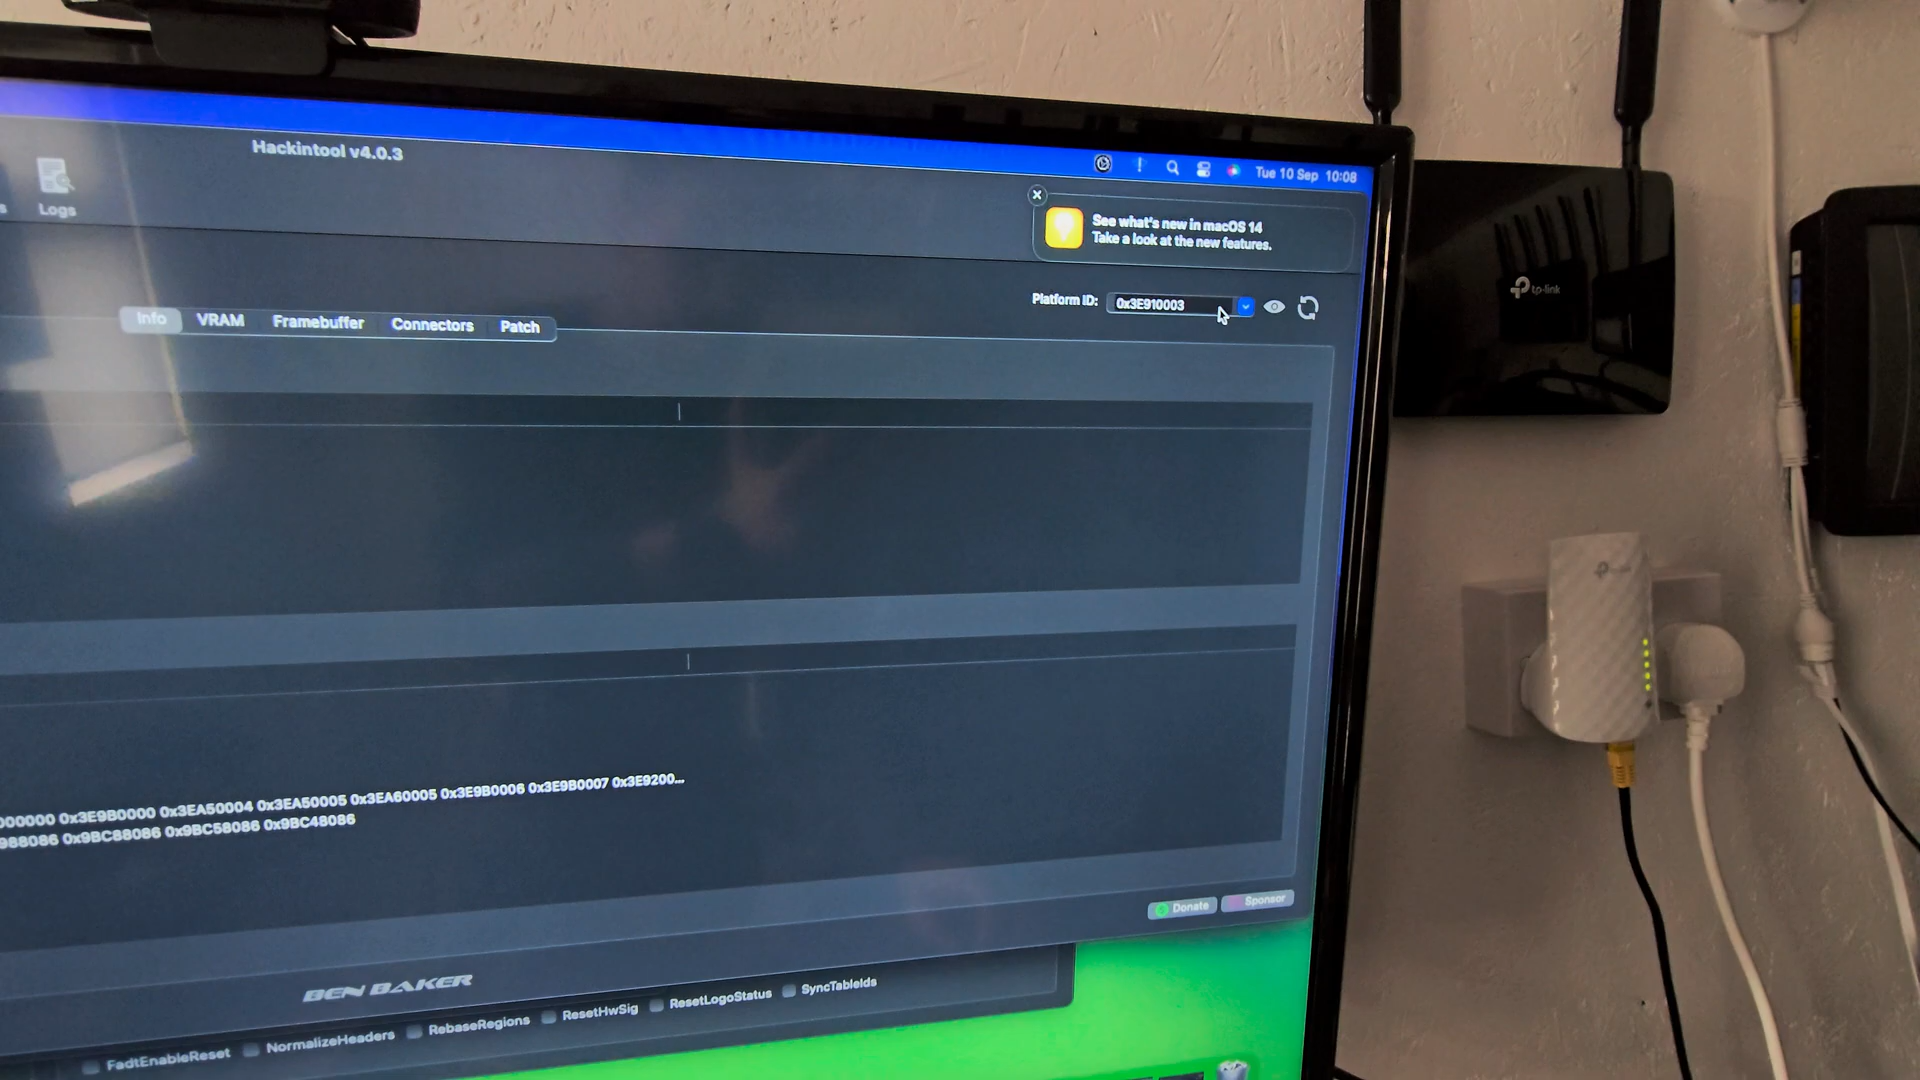 Hackintool v4.0.3
Tue 10 Sep 10:08
Logs
See what's new in macOS 14
Take a look at the new features.
Platform ID: 0x3E910003
Info VRAM Framebuffer Connectors Patch
tp-link
000000 0x3E9B0000 0x3EA50004 0x3EA50005 0x3EA60005 0x3E9B0006 0x3E9B0007 0x3E9200...
988086 0x9BC88086 0x9BC58086 0x9BC48086
Donate Sponsor
BEN BAKER
FadtEnableReset NormalizeHeaders RebaseRegions ResetHwSig ResetLogoStatus SyncTableIds